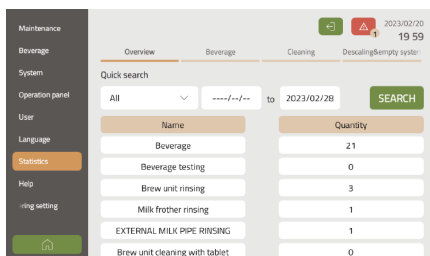 Maintenance
Beverage
System
Operation panel
User
Language
Statistics
Help
ring setting
1
2023/02/20
19 59
Overview Beverage Cleaning Descaling&empty syster
Quick search
All ----/--/-- to 2023/02/28 SEARCH
Name Quantity
Beverage 21
Beverage testing 0
Brew unit rinsing 3
Milk frother rinsing 1
EXTERNAL MILK PIPE RINSING 1
Brew unit cleaning with tablet 0